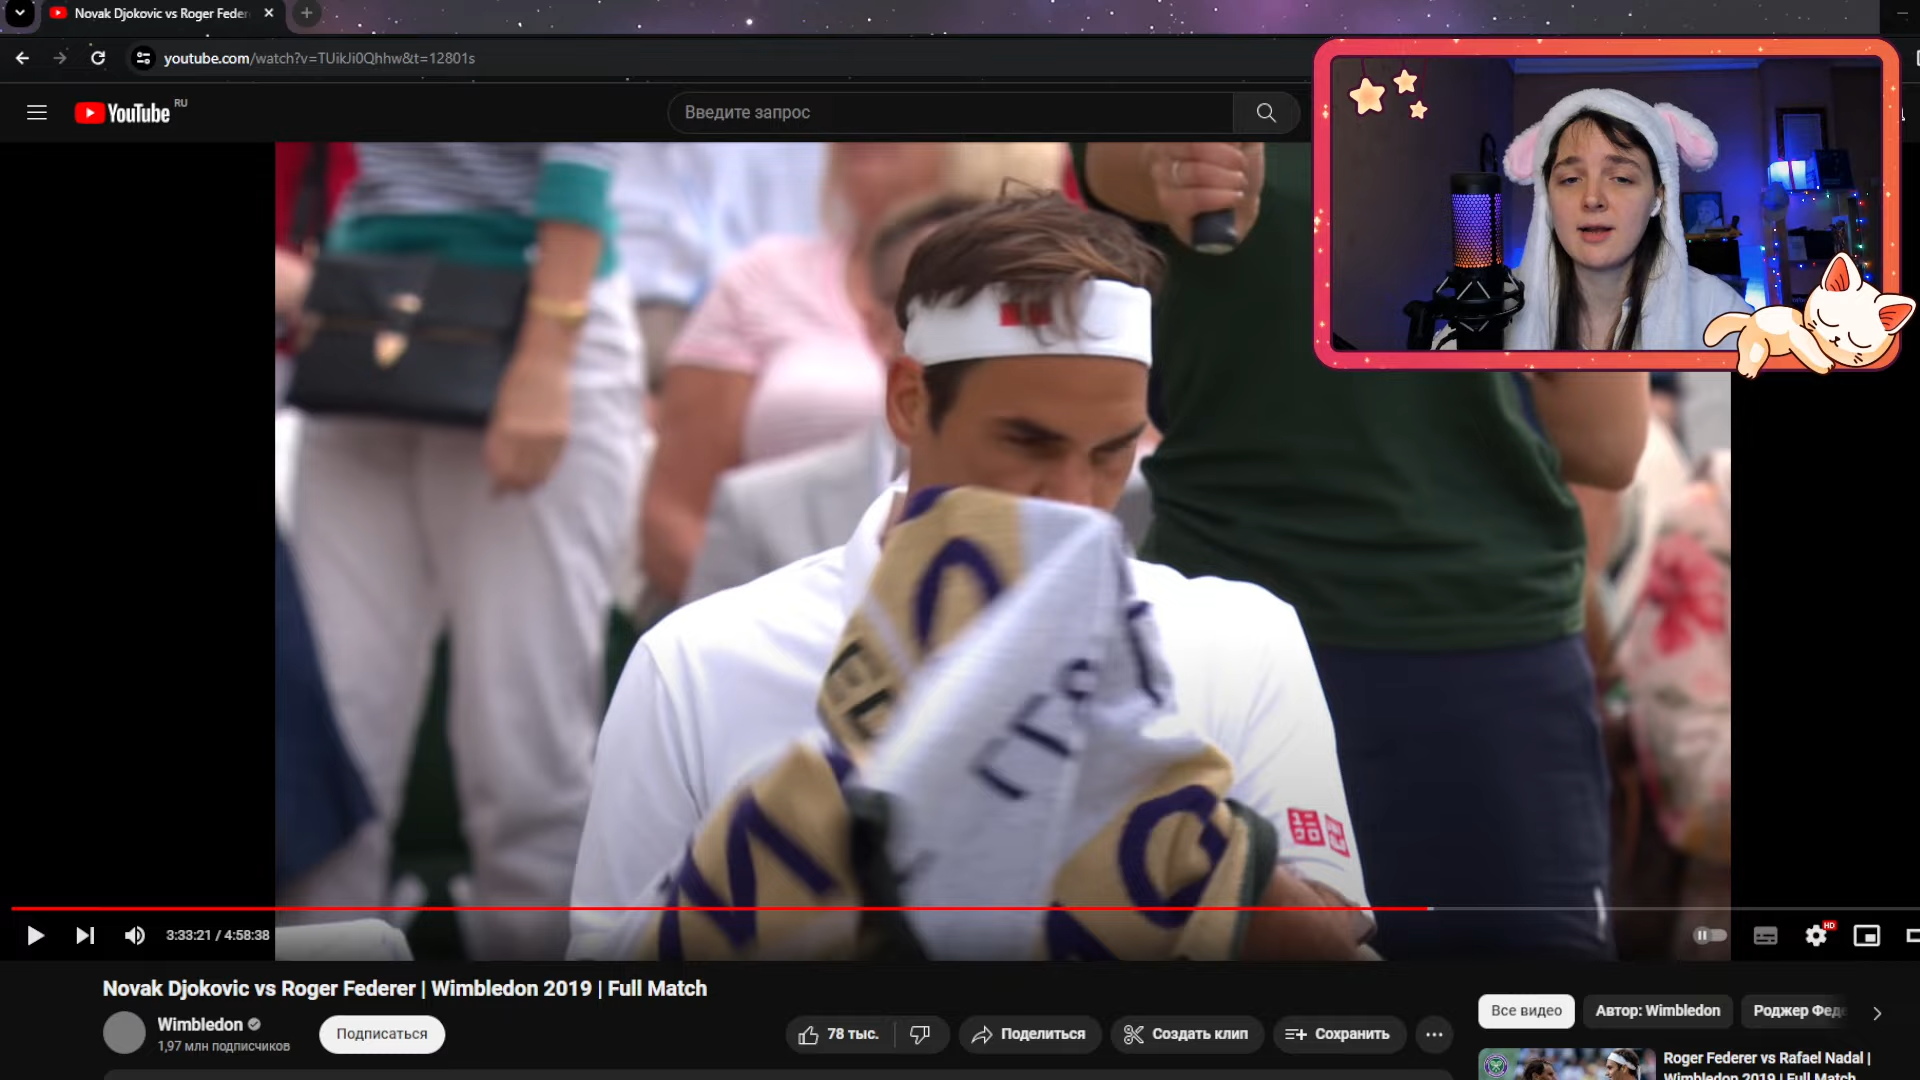 Novak Djokovic vs Roger Feder
youtube.com/watch?v=TUikJi0Qhhw&t=12801s
YouTube RU
Введите запрос
3:33:21 / 4:58:38
HD
Novak Djokovic vs Roger Federer | Wimbledon 2019 | Full Match
Wimbledon
1,97 млн подписчиков
Подписаться
78 тыс.
Поделиться
Создать клип
Сохранить
Все видео
Автор: Wimbledon
Роджер Феде
Roger Federer vs Rafael Nadal |
Wimbledon 2019 | Full Match